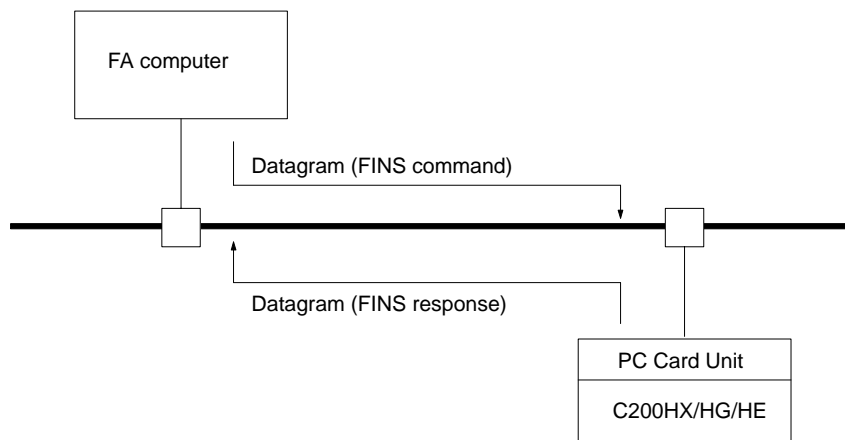 FA computer
Datagram (FINS command)
Datagram (FINS response)
PC Card Unit
C200HX/HG/HE